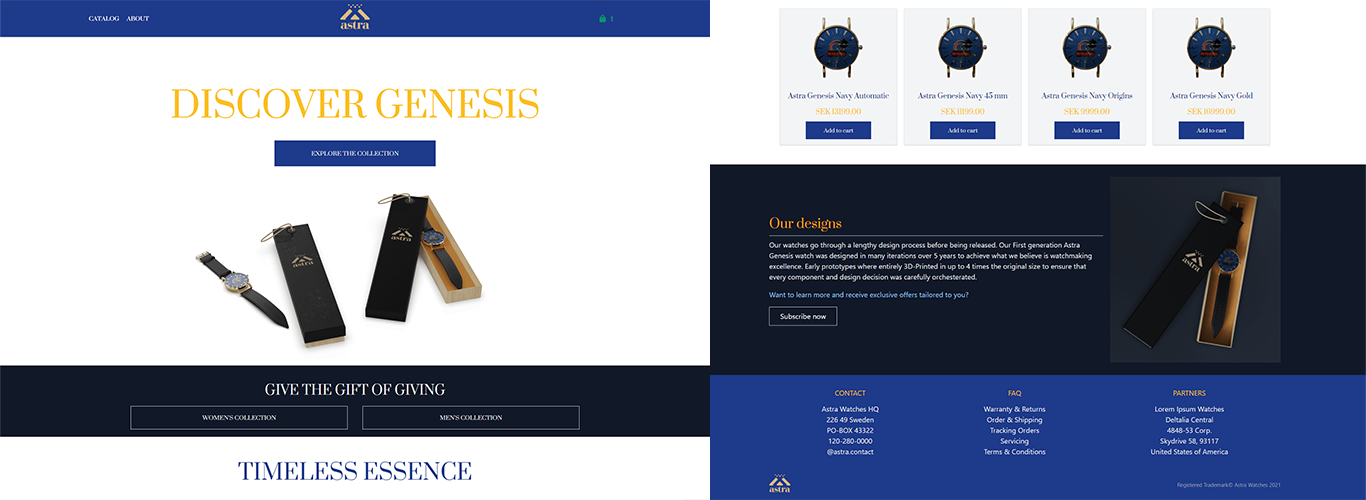 CATALOG ABOUT
astra
1
DISCOVER GENESIS
EXPLORE THE COLLECTION
astra
astra
GIVE THE GIFT OF GIVING
WOMEN'S COLLECTION
MEN'S COLLECTION
TIMELESS ESSENCE
Astra Genesis Navy Automatic
SEK 13199.00
Add to cart
Astra Genesis Navy 45 mm
SEK 11199.00
Add to cart
Astra Genesis Navy Origins
SEK 9999.00
Add to cart
Astra Genesis Navy Gold
SEK 16999.00
Add to cart
Our designs
Our watches go through a lengthy design process before being released. Our First generation Astra
Genesis watch was designed in many iterations over 5 years to achieve what we believe is watchmaking
excellence. Early prototypes where entirely 3D-Printed in up to 4 times the original size to ensure that
every component and design decision was carefully orchesterated.
Want to learn more and receive exclusive offers tailored to you?
Subscribe now
astra
CONTACT
Astra Watches HQ
226 49 Sweden
PO-BOX 43322
120-280-0000
@astra.contact
FAQ
Warranty & Returns
Order & Shipping
Tracking Orders
Servicing
Terms & Conditions
PARTNERS
Lorem Ipsum Watches
Deltalia Central
4848-53 Corp.
Skydrive 58, 93117
United States of America
astra
Registered Trademark© Astra Watches 2021